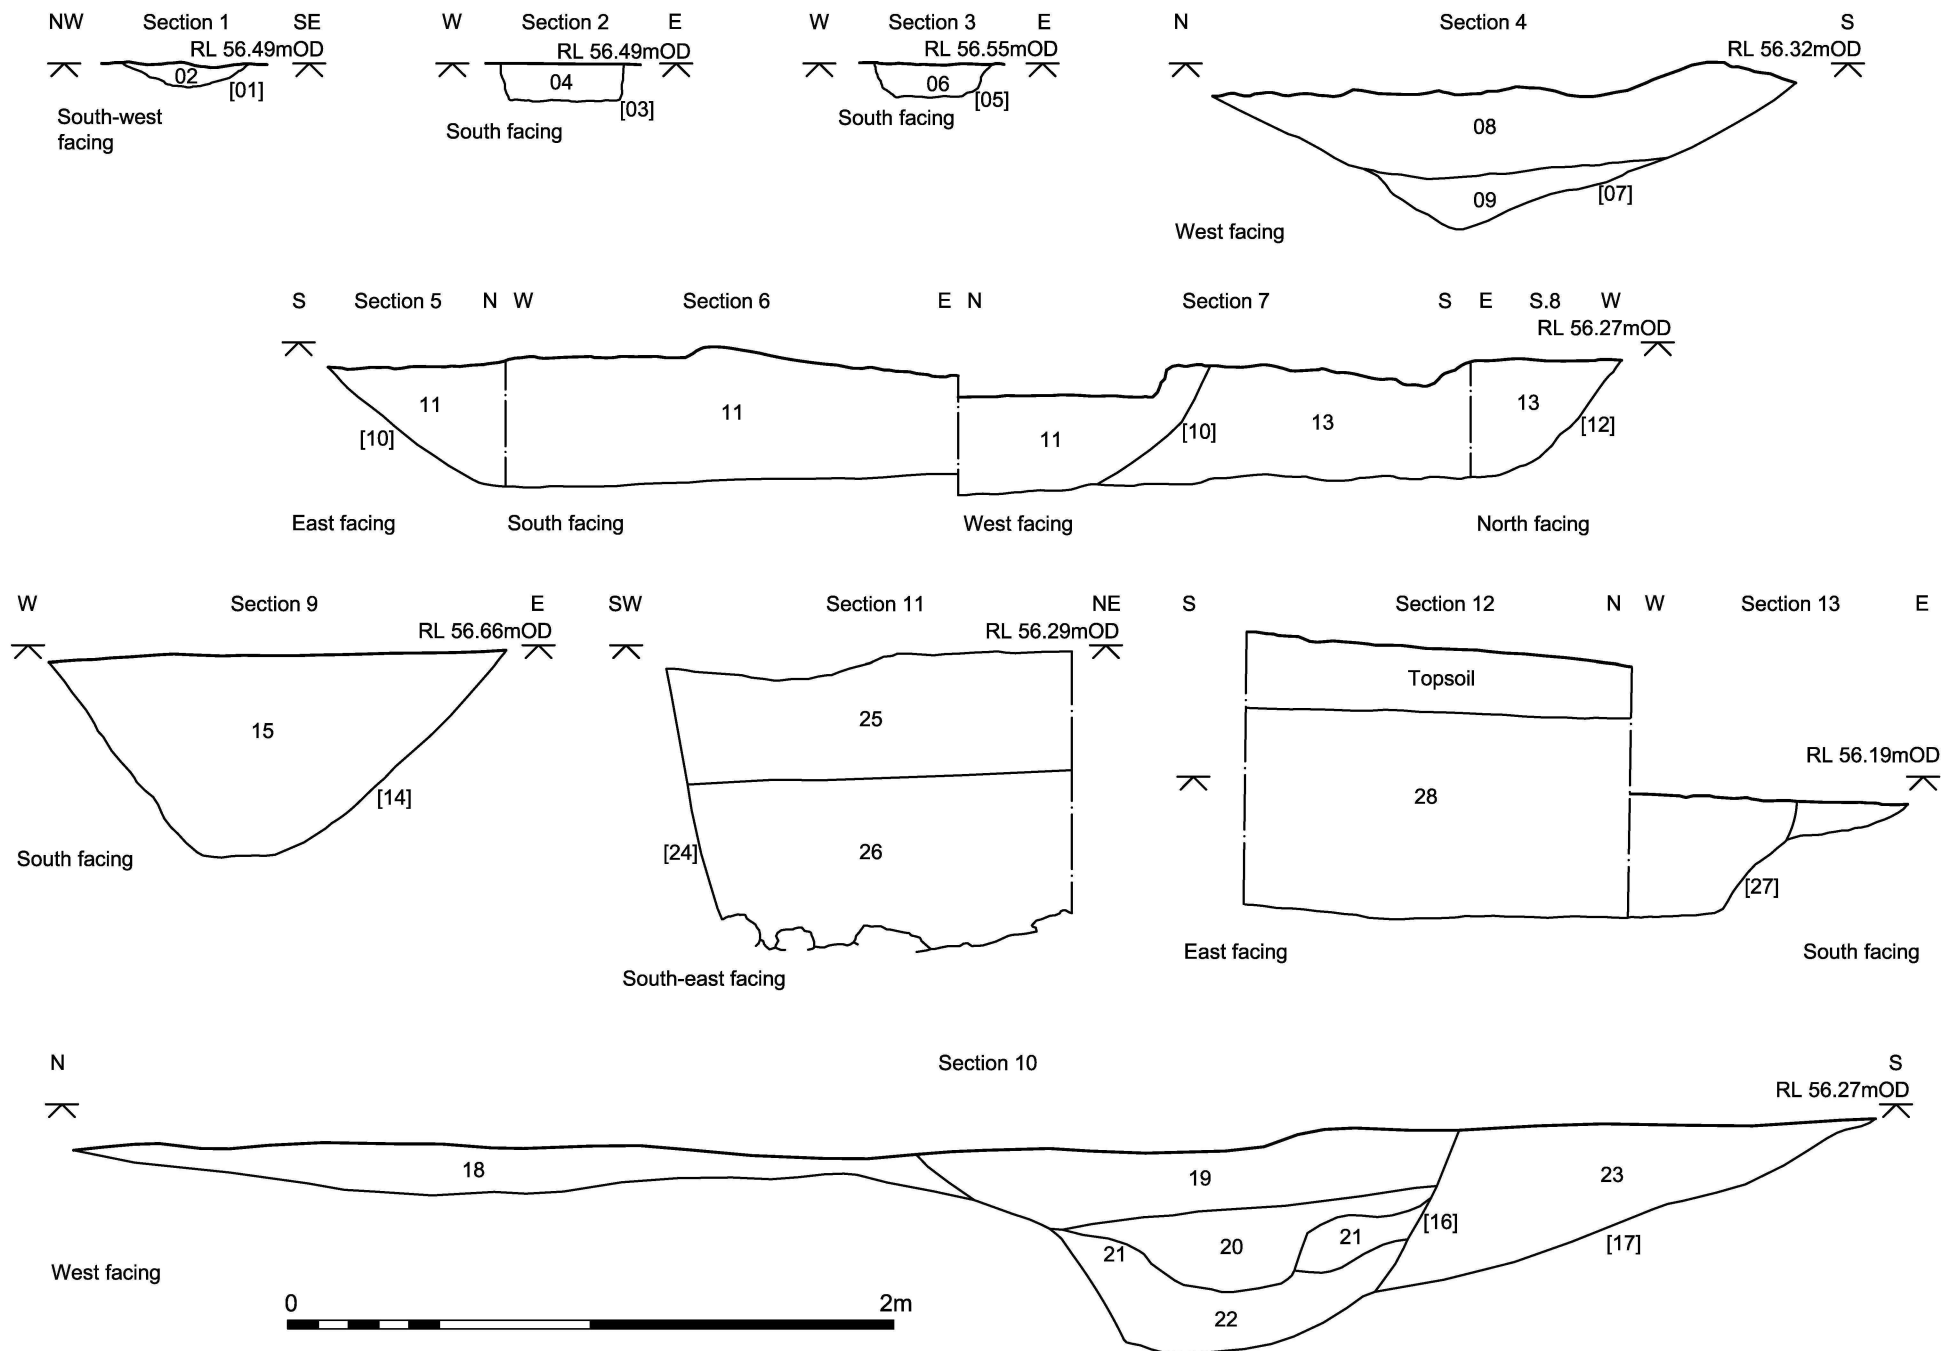 NW Section 1 SE
RL 56.49mOD
02
[01]
South-west
facing
W Section 2 E
RL 56.49mOD
04
[03]
South facing
W Section 3 E
RL 56.55mOD
06
[05]
South facing
N Section 4 S
RL 56.32mOD
08
09
[07]
West facing
S Section 5 N W Section 6 E N Section 7 S E S.8 W
RL 56.27mOD
11
[10]
11
11
[10]
13
13
[12]
East facing
South facing
West facing
North facing
W Section 9 E
RL 56.66mOD
15
[14]
South facing
SW Section 11 NE
RL 56.29mOD
25
[24]
26
South-east facing
S Section 12 N W Section 13 E
Topsoil
RL 56.19mOD
28
[27]
East facing
South facing
N Section 10 S
RL 56.27mOD
18
19
23
[16]
21
20
21
[17]
22
West facing
0 2m